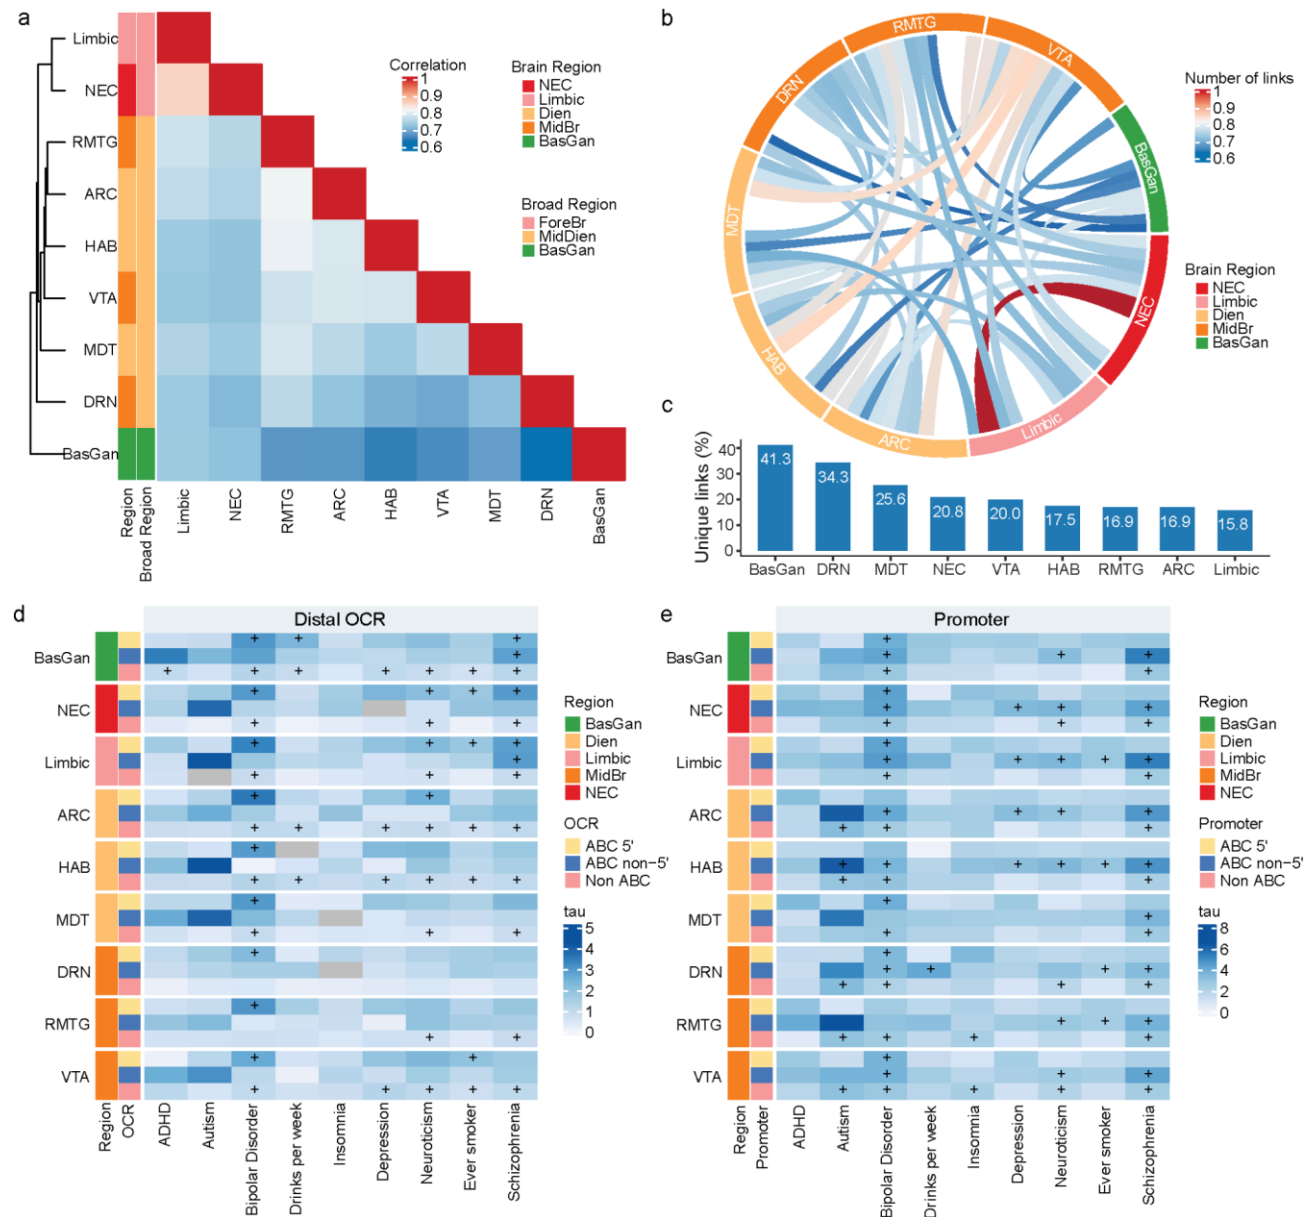 a
Limbic
NEC
RMTG
ARC
HAB
VTA
MDT
DRN
BasGan
Region
Broad Region
Limbic
NEC
RMTG
ARC
HAB
VTA
MDT
DRN
BasGan
Correlation
1
0.9
0.8
0.7
0.6
Brain Region
NEC
Limbic
Dien
MidBr
BasGan
Broad Region
ForeBr
MidDien
BasGan
b
RMTG
VTA
BasGan
NEC
Limbic
ARC
HAB
MDT
DRN
Number of links
1
0.9
0.8
0.7
0.6
Brain Region
NEC
Limbic
Dien
MidBr
BasGan
c
Unique links (%)
40
30
20
10
0
41.3
34.3
25.6
20.8
20.0
17.5
16.9
16.9
15.8
BasGan DRN MDT NEC VTA HAB RMTG ARC Limbic
d
Distal OCR
BasGan
+ + +
+
+ + + + + + +
NEC
+ + + +
+ + +
Limbic
+ + + +
+
+ + +
ARC
+ +
+ + + + + +
HAB
+
+ + + + + +
MDT
+
+ + +
DRN
+
RMTG
+
+ +
VTA
+ +
+ + + + +
Region
OCR
ADHD
Autism
Bipolar Disorder
Drinks per week
Insomnia
Depression
Neuroticism
Ever smoker
Schizophrenia
Region
BasGan
Dien
Limbic
MidBr
NEC
OCR
ABC 5'
ABC non-5'
Non ABC
tau
5
4
3
2
1
0
e
Promoter
BasGan
+
+ + +
+ +
NEC
+
+ + + +
+ + +
Limbic
+
+ + + + +
+ +
ARC
+ + + +
+ + +
HAB
+ + + + + +
+ + +
MDT
+
+
+ +
DRN
+
+ + + +
+ + + +
RMTG
+ + +
+ + + +
VTA
+
+ + +
+ + + + +
Region
Promoter
ADHD
Autism
Bipolar Disorder
Drinks per week
Insomnia
Depression
Neuroticism
Ever smoker
Schizophrenia
Region
BasGan
Dien
Limbic
MidBr
NEC
Promoter
ABC 5'
ABC non-5'
Non ABC
tau
8
6
4
2
0